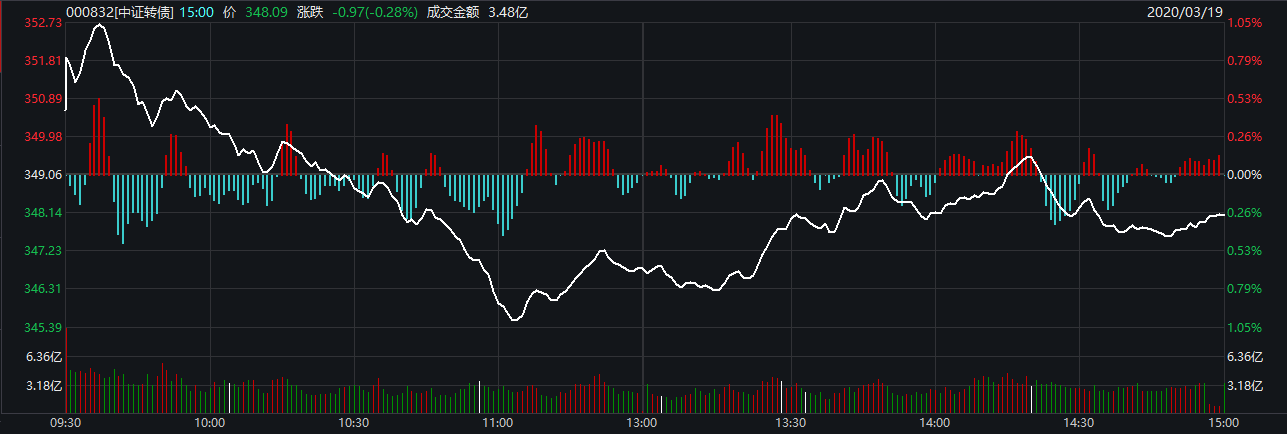 000832[中证转债] 15:00 价 348.09 涨跌 -0.97(-0.28%) 成交金额 3.48亿 2020/03/19
352.73 1.05%
351.81 0.79%
350.89 0.53%
349.98 0.26%
349.06 0.00%
348.14 0.26%
347.23 0.53%
346.31 0.79%
345.39 1.05%
6.36亿 6.36亿
3.18亿 3.18亿
09:30 10:00 10:30 11:00 13:00 13:30 14:00 14:30 15:00